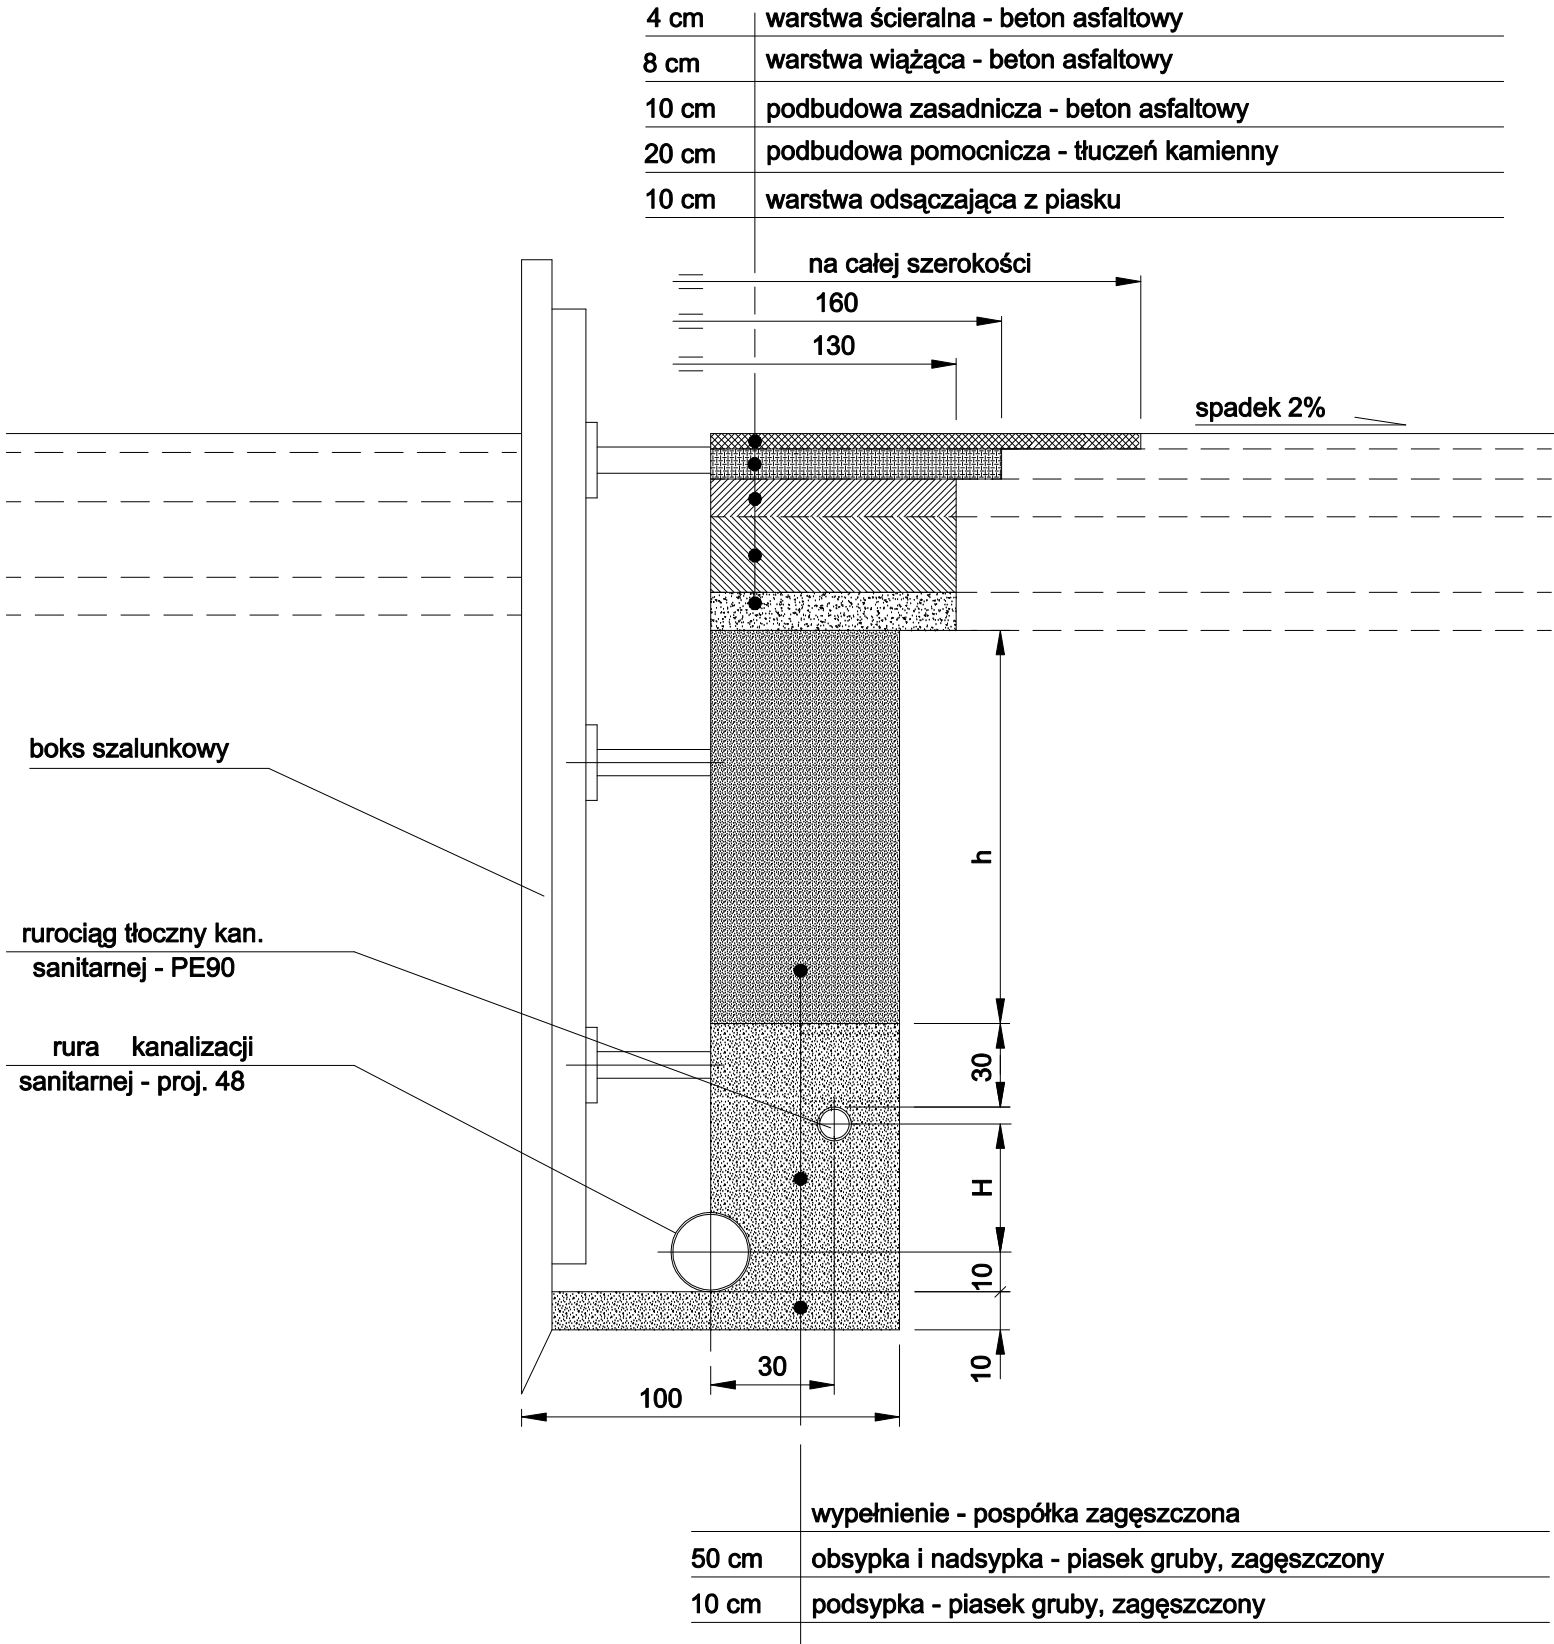 4 cm warstwa ścieralna - beton asfaltowy
8 cm warstwa wiążąca - beton asfaltowy
10 cm podbudowa zasadnicza - beton asfaltowy
20 cm podbudowa pomocnicza - tłuczeń kamienny
10 cm warstwa odsączająca z piasku
na całej szerokości
160
130
spadek 2%
boks szalunkowy
h
rurociąg tłoczny kan.
sanitarnej - PE90
rura kanalizacji
sanitarnej - proj. 48
30
H
10
10
30
100
wypełnienie - pospółka zagęszczona
50 cm obsypka i nadsypka - piasek gruby, zagęszczony
10 cm podsypka - piasek gruby, zagęszczony